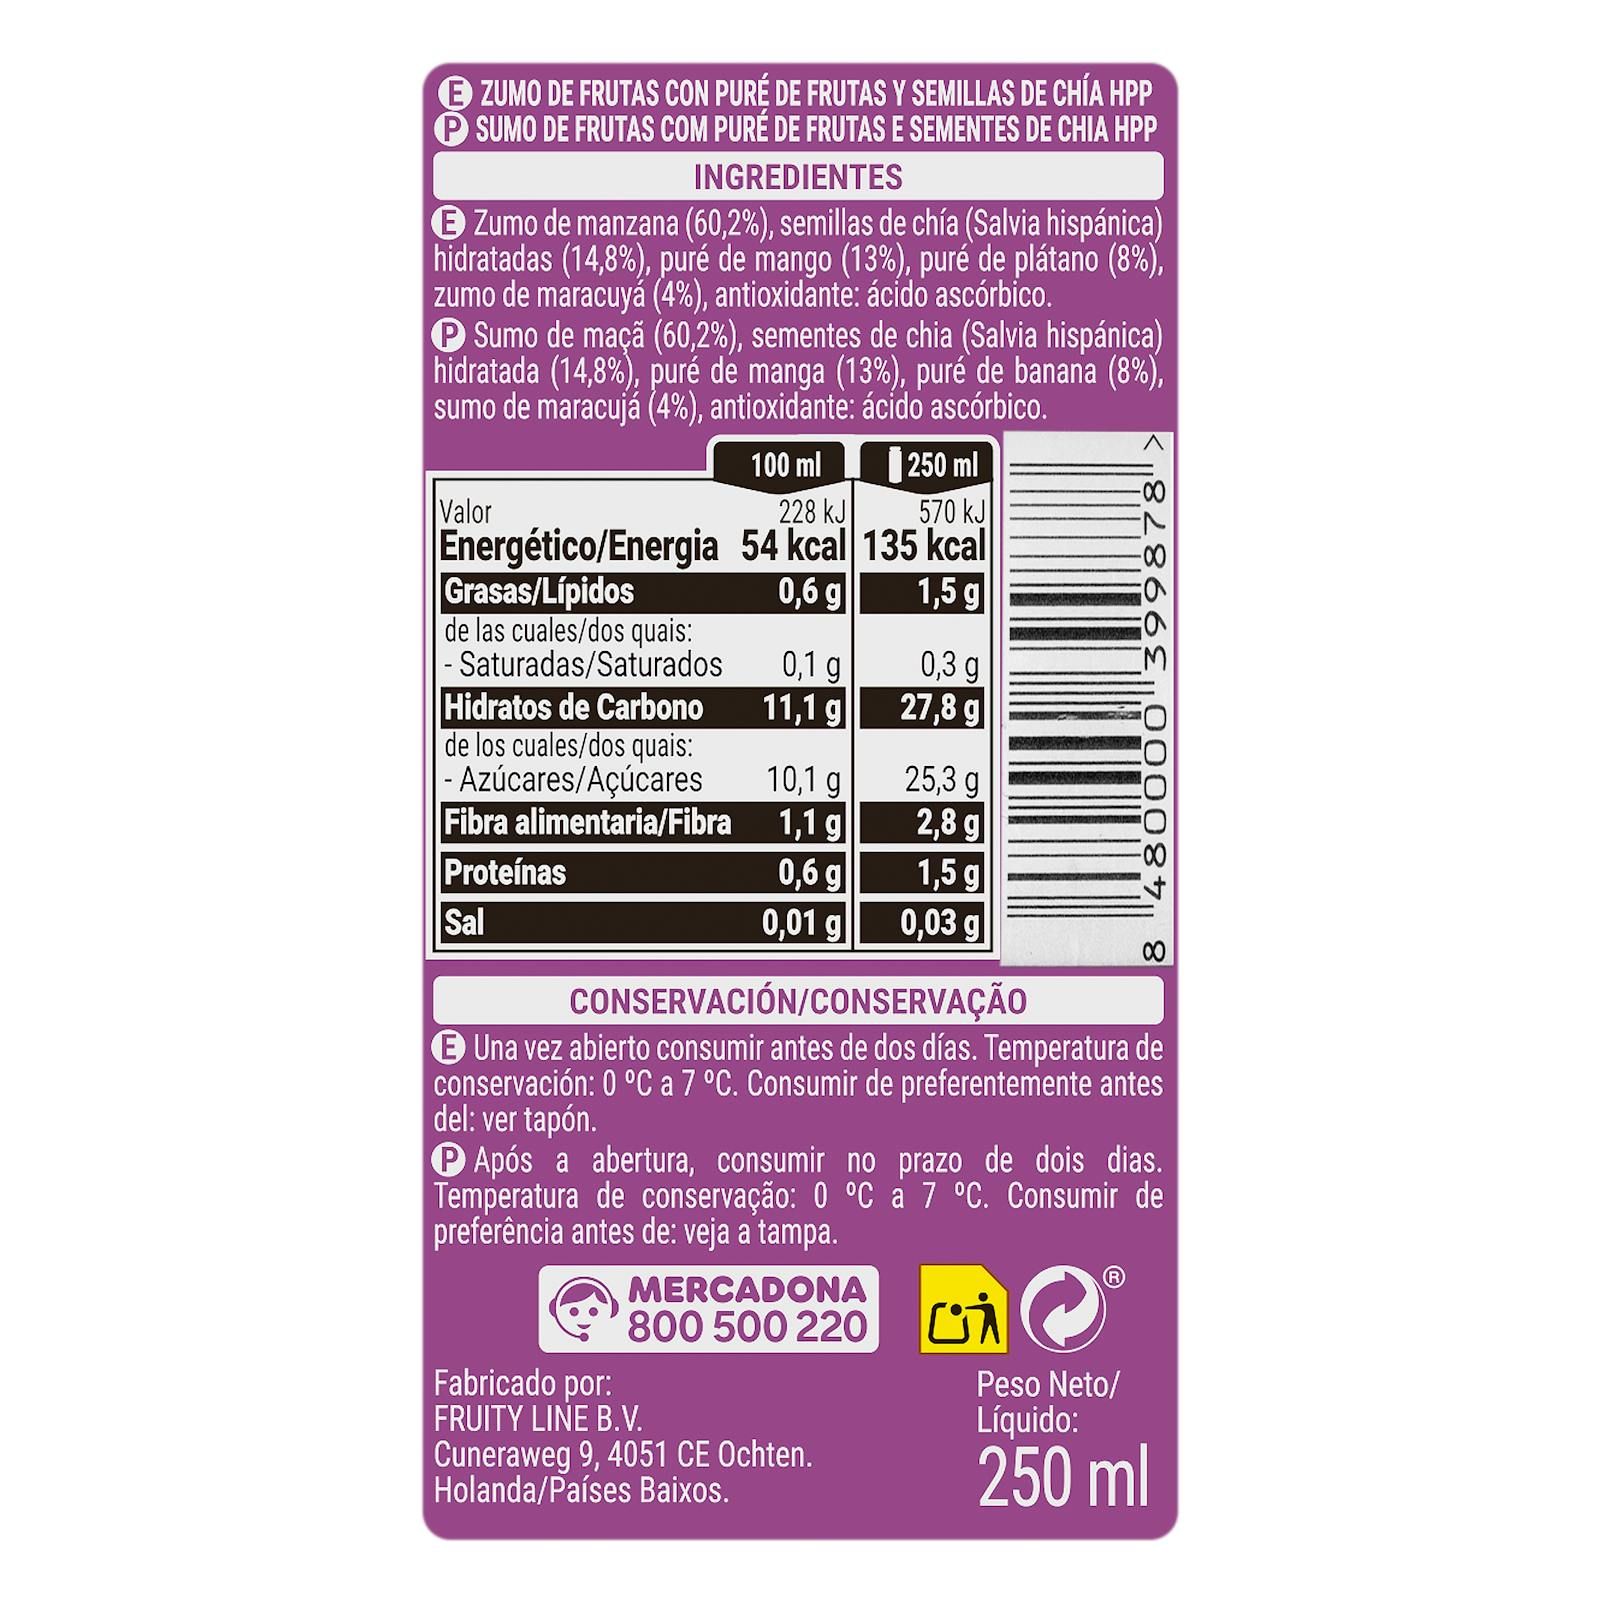 E ZUMO DE FRUTAS CON PURÉ DE FRUTAS Y SEMILLAS DE CHÍA HPP
P SUMO DE FRUTAS COM PURÉ DE FRUTAS E SEMENTES DE CHIA HPP
INGREDIENTES
E Zumo de manzana (60,2%), semillas de chía (Salvia hispánica)
hidratadas (14,8%), puré de mango (13%), puré de plátano (8%),
zumo de maracuyá (4%), antioxidante: ácido ascórbico.
P Sumo de maçã (60,2%), sementes de chia (Salvia hispánica)
hidratada (14,8%), puré de manga (13%), puré de banana (8%),
sumo de maracujá (4%), antioxidante: ácido ascórbico.
100 ml 250 ml
Valor 228 kJ 570 kJ
Energético/Energia 54 kcal 135 kcal
Grasas/Lípidos 0,6 g 1,5 g
de las cuales/dos quais:
- Saturadas/Saturados 0,1 g 0,3 g
Hidratos de Carbono 11,1 g 27,8 g
de los cuales/dos quais:
- Azúcares/Açúcares 10,1 g 25,3 g
Fibra alimentaria/Fibra 1,1 g 2,8 g
Proteínas 0,6 g 1,5 g
Sal 0,01 g 0,03 g
8 480000 399878 >
CONSERVACIÓN/CONSERVAÇÃO
E Una vez abierto consumir antes de dos días. Temperatura de
conservación: 0 ºC a 7 ºC. Consumir de preferentemente antes
del: ver tapón.
P Após a abertura, consumir no prazo de dois dias.
Temperatura de conservação: 0 ºC a 7 ºC. Consumir de
preferência antes de: veja a tampa.
MERCADONA
800 500 220
®
Fabricado por:
FRUITY LINE B.V.
Cuneraweg 9, 4051 CE Ochten.
Holanda/Países Baixos.
Peso Neto/
Líquido:
250 ml